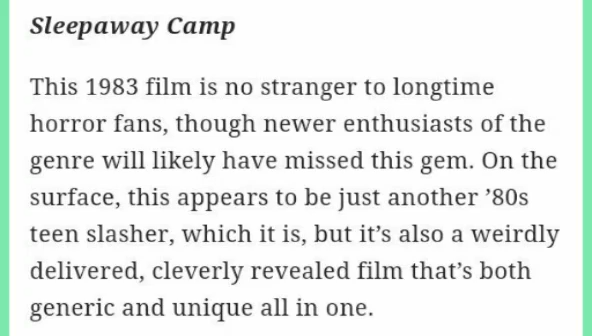 Sleepaway Camp
This 1983 film is no stranger to longtime
horror fans, though newer enthusiasts of the
genre will likely have missed this gem. On the
surface, this appears to be just another ’80s
teen slasher, which it is, but it’s also a weirdly
delivered, cleverly revealed film that’s both
generic and unique all in one.